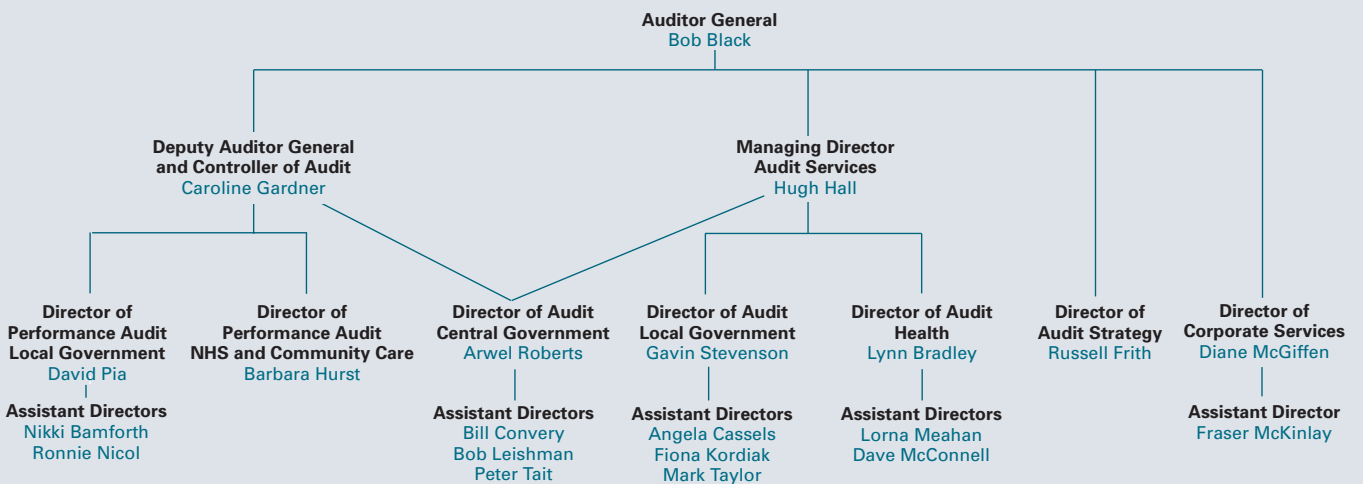 Auditor General
Bob Black
Deputy Auditor General
and Controller of Audit
Caroline Gardner
Managing Director
Audit Services
Hugh Hall
Director of
Performance Audit
Local Government
David Pia
Assistant Directors
Nikki Bamforth
Ronnie Nicol
Director of
Performance Audit
NHS and Community Care
Barbara Hurst
Director of Audit
Central Government
Arwel Roberts
Assistant Directors
Bill Convery
Bob Leishman
Peter Tait
Director of Audit
Local Government
Gavin Stevenson
Assistant Directors
Angela Cassels
Fiona Kordiak
Mark Taylor
Director of Audit
Health
Lynn Bradley
Assistant Directors
Lorna Meahan
Dave McConnell
Director of
Audit Strategy
Russell Frith
Director of
Corporate Services
Diane McGiffen
Assistant Director
Fraser McKinlay